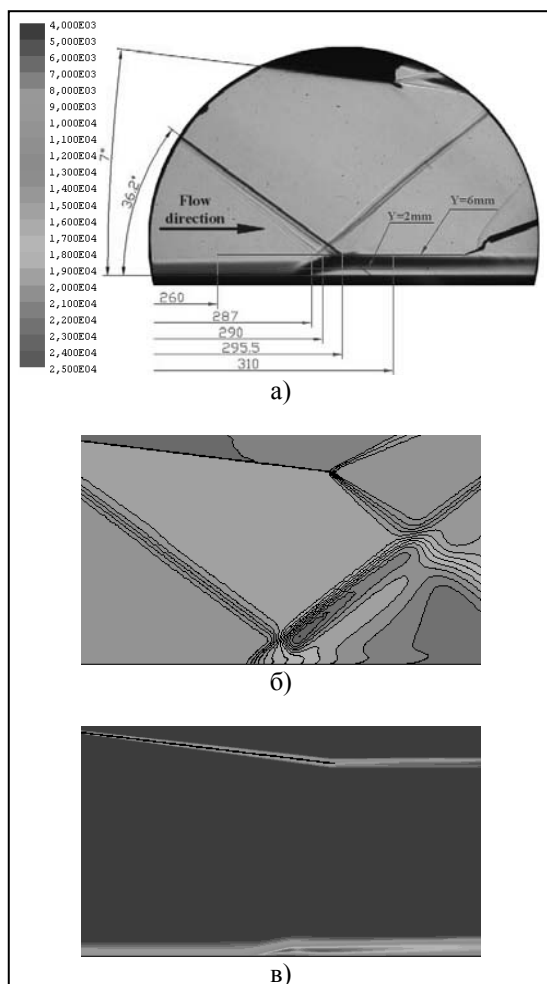 4,000E03
5,000E03
6,000E03
7,000E03
8,000E03
9,000E03
1,000E04
1,100E04
1,200E04
1,300E04
1,400E04
1,500E04
1,600E04
1,700E04
1,800E04
1,900E04
2,000E04
2,100E04
2,200E04
2,300E04
2,400E04
2,500E04
7°
36.2°
Flow
direction
Y=2mm
Y=6mm
260
287
290
295.5
310
а)
б)
в)